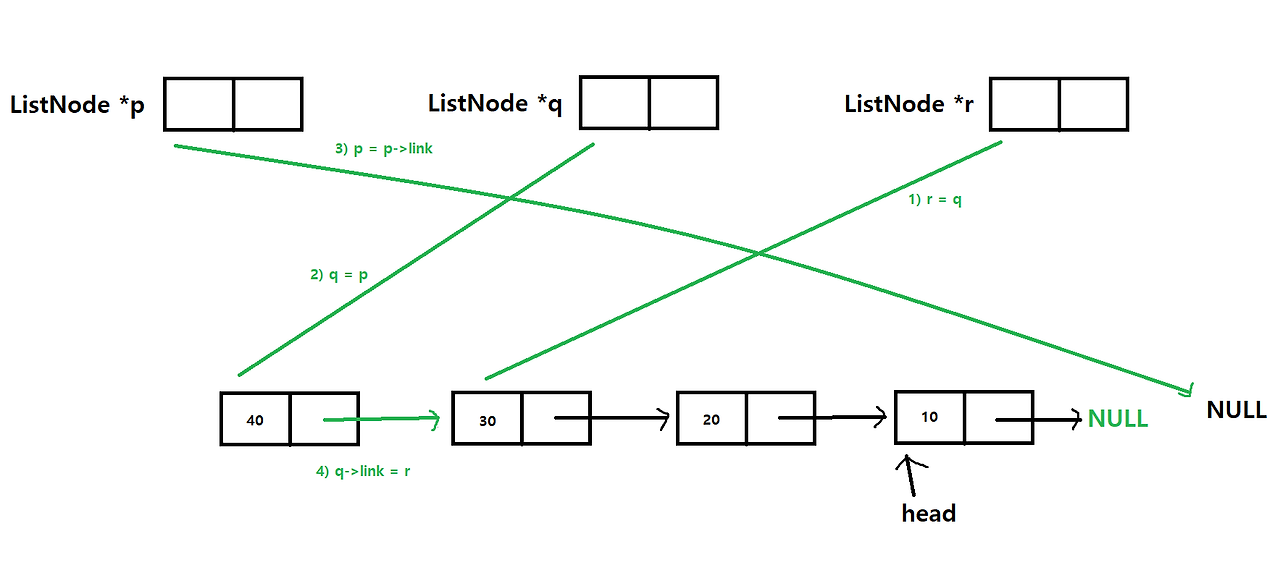 ListNode *p
ListNode *q
ListNode *r
3) p = p->link
1) r = q
2) q = p
40
30
20
10
NULL
NULL
4) q->link = r
head